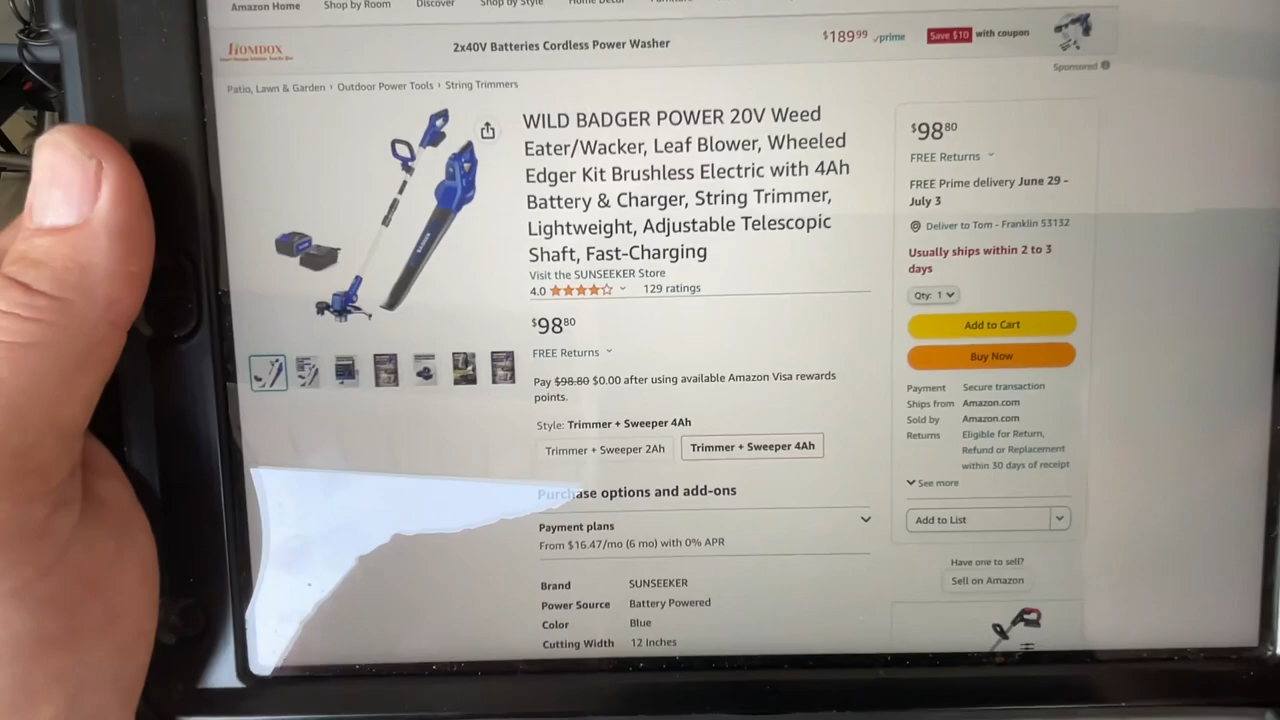 Amazon Home Shop by Room Discover Shop by Style
HOMDOX
2x40V Batteries Cordless Power Washer
$189.99 prime Save $10 with coupon
Sponsored
Patio, Lawn & Garden › Outdoor Power Tools › String Trimmers
WILD BADGER POWER 20V Weed
Eater/Wacker, Leaf Blower, Wheeled
Edger Kit Brushless Electric with 4Ah
Battery & Charger, String Trimmer,
Lightweight, Adjustable Telescopic
Shaft, Fast-Charging
Visit the SUNSEEKER Store
4.0 129 ratings
$98.80
FREE Returns
Pay $98.80 $0.00 after using available Amazon Visa rewards
points.
Style: Trimmer + Sweeper 4Ah
Trimmer + Sweeper 2Ah
Trimmer + Sweeper 4Ah
Purchase options and add-ons
Payment plans
From $16.47/mo (6 mo) with 0% APR
Brand SUNSEEKER
Power Source Battery Powered
Color Blue
Cutting Width 12 Inches
$98.80
FREE Returns
FREE Prime delivery June 29 -
July 3
Deliver to Tom - Franklin 53132
Usually ships within 2 to 3
days
Qty: 1
Add to Cart
Buy Now
Payment Secure transaction
Ships from Amazon.com
Sold by Amazon.com
Returns Eligible for Return,
Refund or Replacement
within 30 days of receipt
See more
Add to List
Have one to sell?
Sell on Amazon